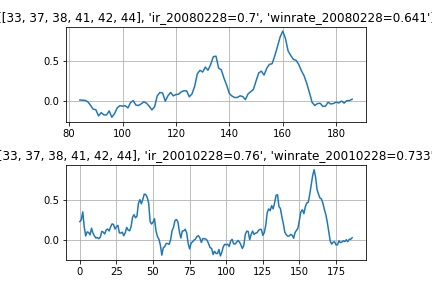 [[33, 37, 38, 41, 42, 44], 'ir_20080228=0.7', 'winrate_20080228=0.641']
0.5
0.0
80 100 120 140 160 180
[33, 37, 38, 41, 42, 44], 'ir_20010228=0.76', 'winrate_20010228=0.733'
0.5
0.0
0 25 50 75 100 125 150 175